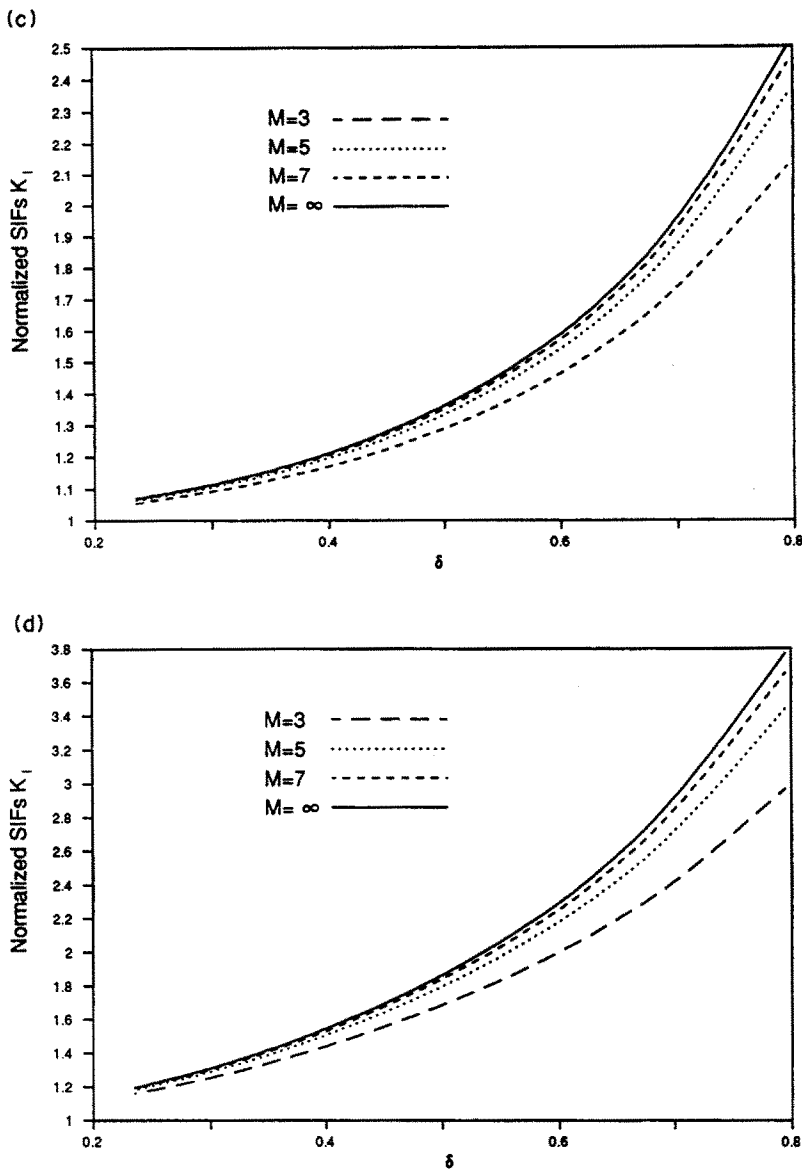 (c)
2.5
2.4
2.3
2.2
2.1
2
1.9
1.8
1.7
1.6
1.5
1.4
1.3
1.2
1.1
1
Normalized SIFs K I
M=3
M=5
M=7
M= ∞
0.2
0.4
0.6
0.8
δ
(d)
3.8
3.6
3.4
3.2
3
2.8
2.6
2.4
2.2
2
1.8
1.6
1.4
1.2
1
Normalized SIFs K I
M=3
M=5
M=7
M= ∞
0.2
0.4
0.6
0.8
δ